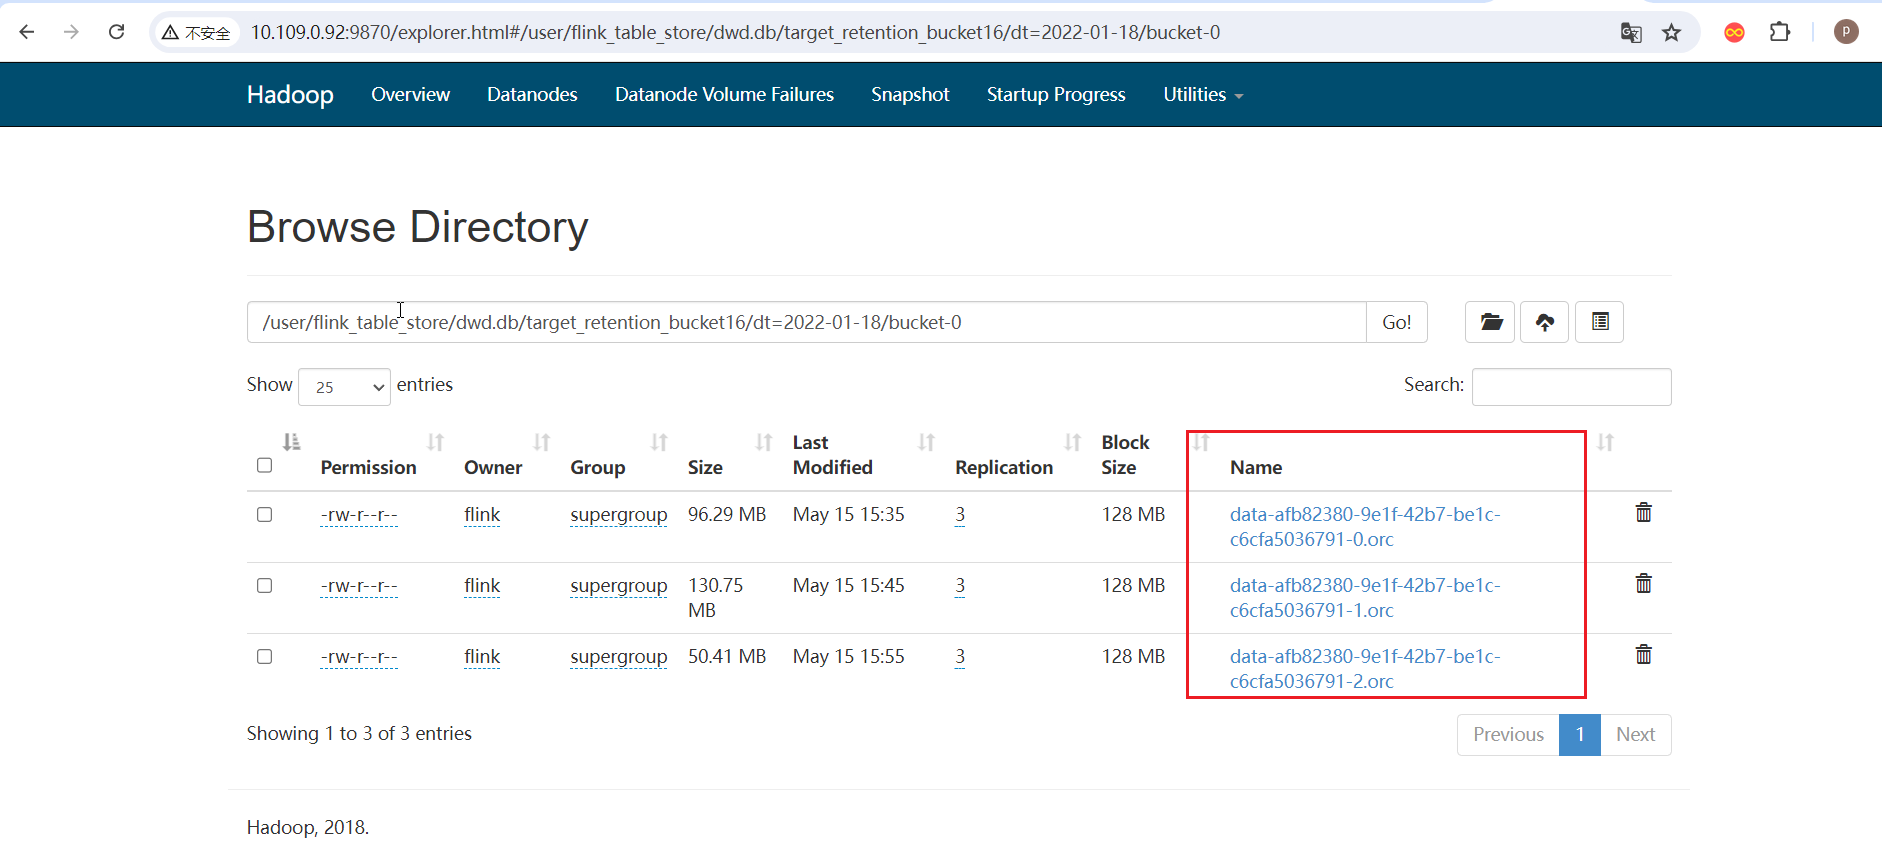 不安全 10.109.0.92:9870/explorer.html#/user/flink_table_store/dwd.db/target_retention_bucket16/dt=2022-01-18/bucket-0
p
Hadoop Overview Datanodes Datanode Volume Failures Snapshot Startup Progress Utilities
Browse Directory
/user/flink_table_store/dwd.db/target_retention_bucket16/dt=2022-01-18/bucket-0 Go!
Show 25 entries Search:
Last Block
Permission Owner Group Size Modified Replication Size Name
-rw-r--r-- flink supergroup 96.29 MB May 15 15:35 3 128 MB data-afb82380-9e1f-42b7-be1c-
c6cfa5036791-0.orc
-rw-r--r-- flink supergroup 130.75 May 15 15:45 3 128 MB data-afb82380-9e1f-42b7-be1c-
MB c6cfa5036791-1.orc
-rw-r--r-- flink supergroup 50.41 MB May 15 15:55 3 128 MB data-afb82380-9e1f-42b7-be1c-
c6cfa5036791-2.orc
Showing 1 to 3 of 3 entries Previous 1 Next
Hadoop, 2018.